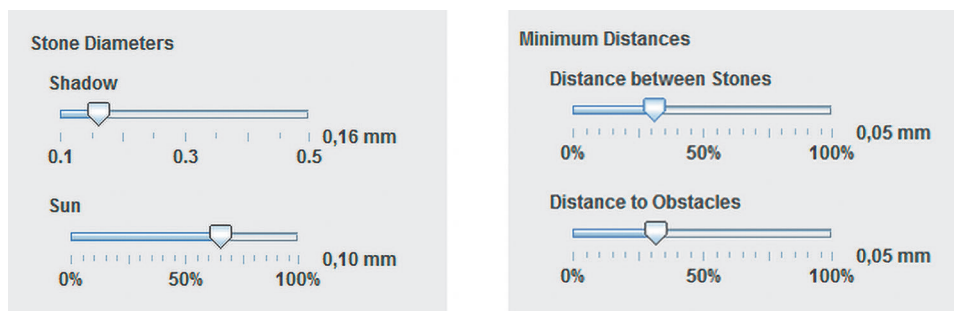 Stone Diameters
Shadow
0,16 mm
0.1 0.3 0.5
Sun
0,10 mm
0% 50% 100%
Minimum Distances
Distance between Stones
0,05 mm
0% 50% 100%
Distance to Obstacles
0,05 mm
0% 50% 100%